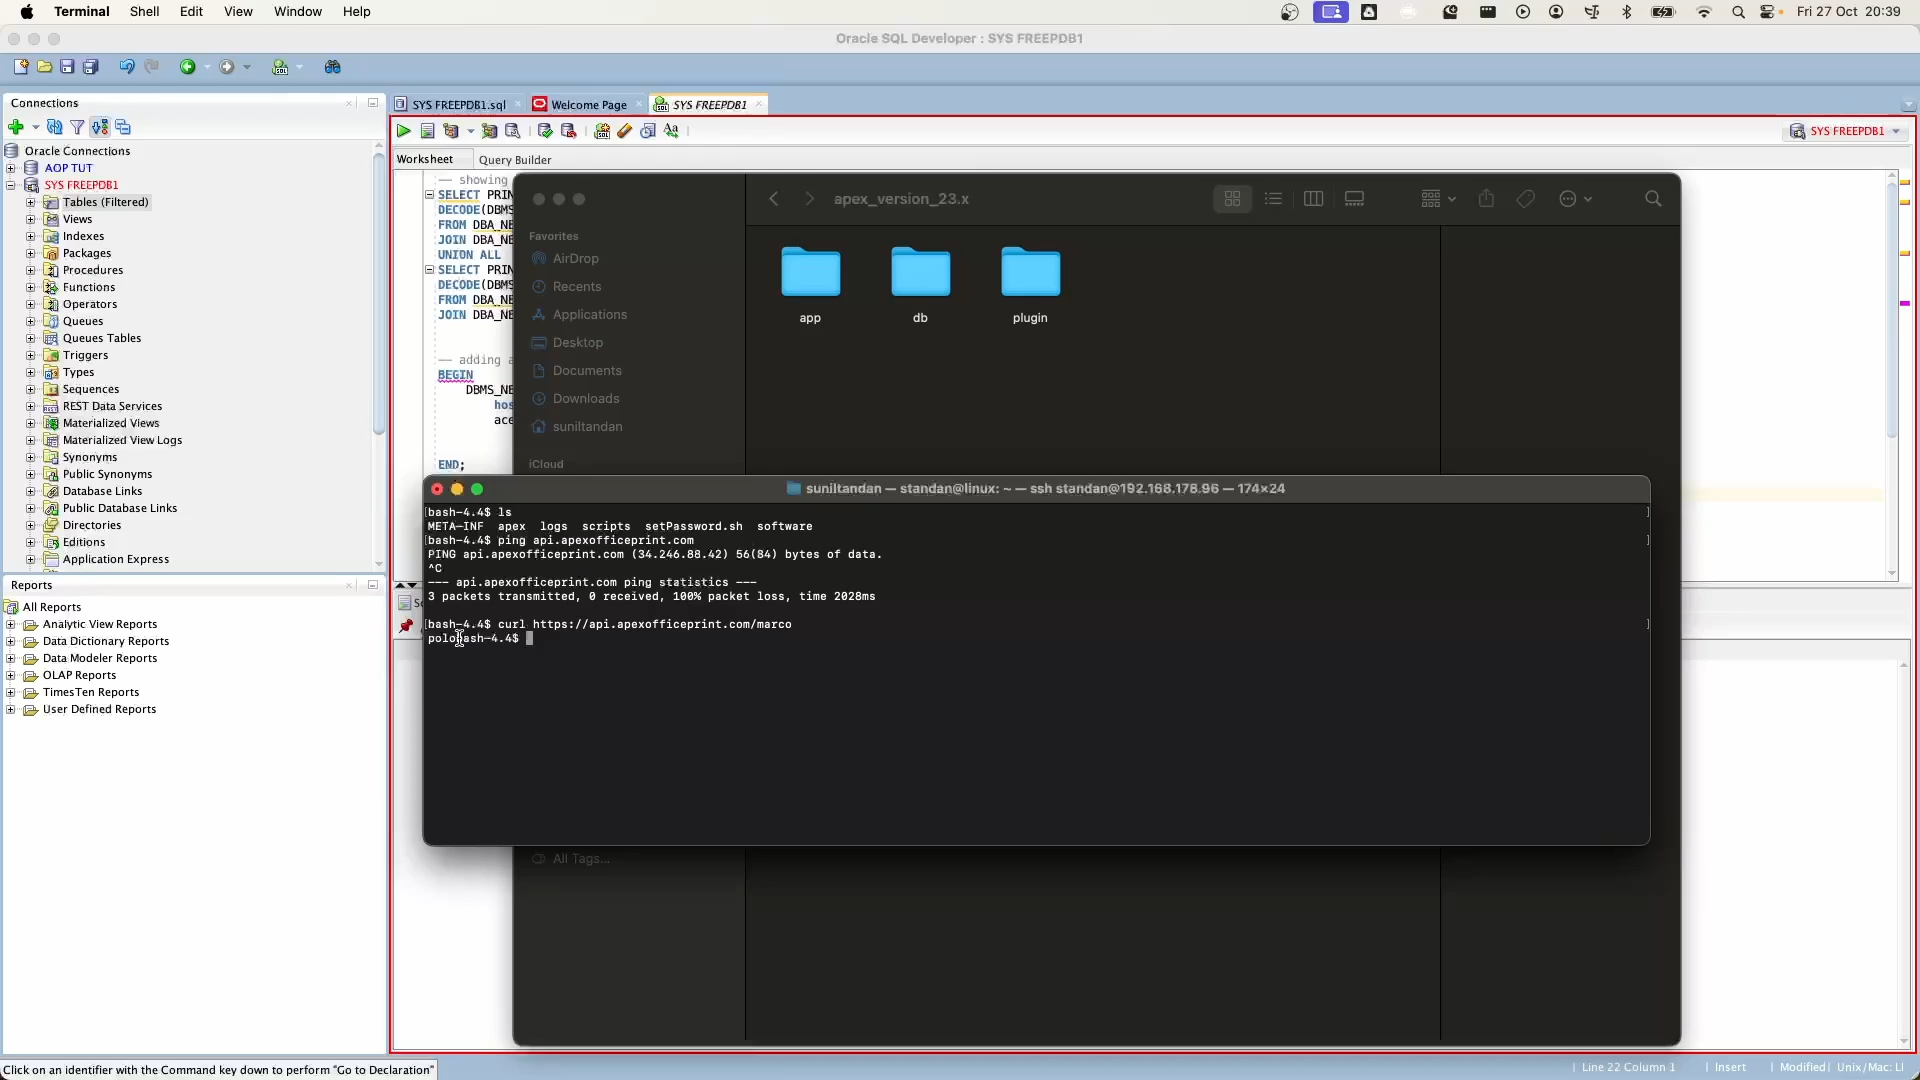 Terminal Shell Edit View Window Help
Fri 27 Oct 20:39
Oracle SQL Developer : SYS FREEPDB1
Connections
Oracle Connections
AOP TUT
SYS FREEPDB1
Tables (Filtered)
Views
Indexes
Packages
Procedures
Functions
Operators
Queues
Queues Tables
Triggers
Types
Sequences
REST Data Services
Materialized Views
Materialized View Logs
Synonyms
Public Synonyms
Database Links
Public Database Links
Directories
Editions
Application Express
Reports
All Reports
Analytic View Reports
Data Dictionary Reports
Data Modeler Reports
OLAP Reports
TimesTen Reports
User Defined Reports
SYS FREEPDB1.sql
Welcome Page
SYS FREEPDB1
SYS FREEPDB1
Worksheet
Query Builder
-- showing
SELECT PRIN
DECODE(DBMS
FROM DBA_NE
JOIN DBA_NE
UNION ALL
SELECT PRIN
DECODE(DBMS
FROM DBA_NE
JOIN DBA_NE
-- adding a
BEGIN
DBMS_NE
hos
ace
END;
apex_version_23.x
Favorites
AirDrop
Recents
Applications
Desktop
Documents
Downloads
suniltandan
iCloud
All Tags...
app
db
plugin
suniltandan — standan@linux: ~ — ssh standan@192.168.178.96 — 174×24
[bash-4.4$ ls ]
META-INF apex logs scripts setPassword.sh software
[bash-4.4$ ping api.apexofficeprint.com ]
PING api.apexofficeprint.com (34.246.88.42) 56(84) bytes of data.
^C
--- api.apexofficeprint.com ping statistics ---
3 packets transmitted, 0 received, 100% packet loss, time 2028ms
[bash-4.4$ curl https://api.apexofficeprint.com/marco ]
polobash-4.4$
Click on an identifier with the Command key down to perform "Go to Declaration"
Line 22 Column 1
Insert
Modified
Unix/Mac: LI